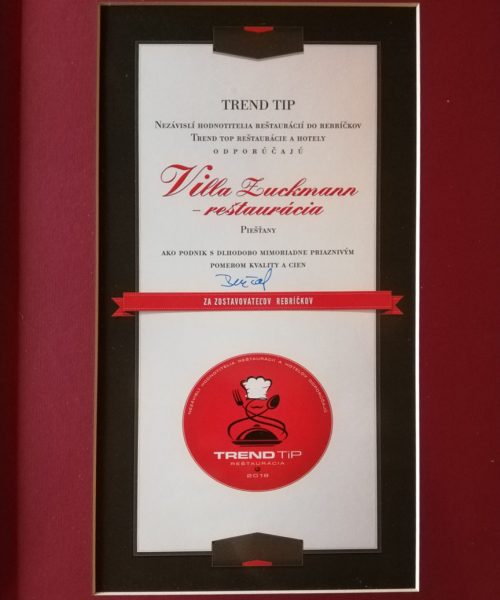 TREND TIP
NEZÁVISLÍ HODNOTITELIA REŠTAURÁCIÍ DO REBRÍČKOV
TREND TOP REŠTAURÁCIE A HOTELY
ODPORÚČAJÚ
Villa Zuckmann
– reštaurácia
PIEŠŤANY
AKO PODNIK S DLHODOBO MIMORIADNE PRIAZNIVÝM
POMEROM KVALITY A CIEN
ZA ZOSTAVOVATEĽOV REBRÍČKOV
NEZÁVISLÍ HODNOTITELIA REŠTAURÁCIÍ A HOTELOV ODPORÚČAJÚ
TREND TIP
REŠTAURÁCIA
2018